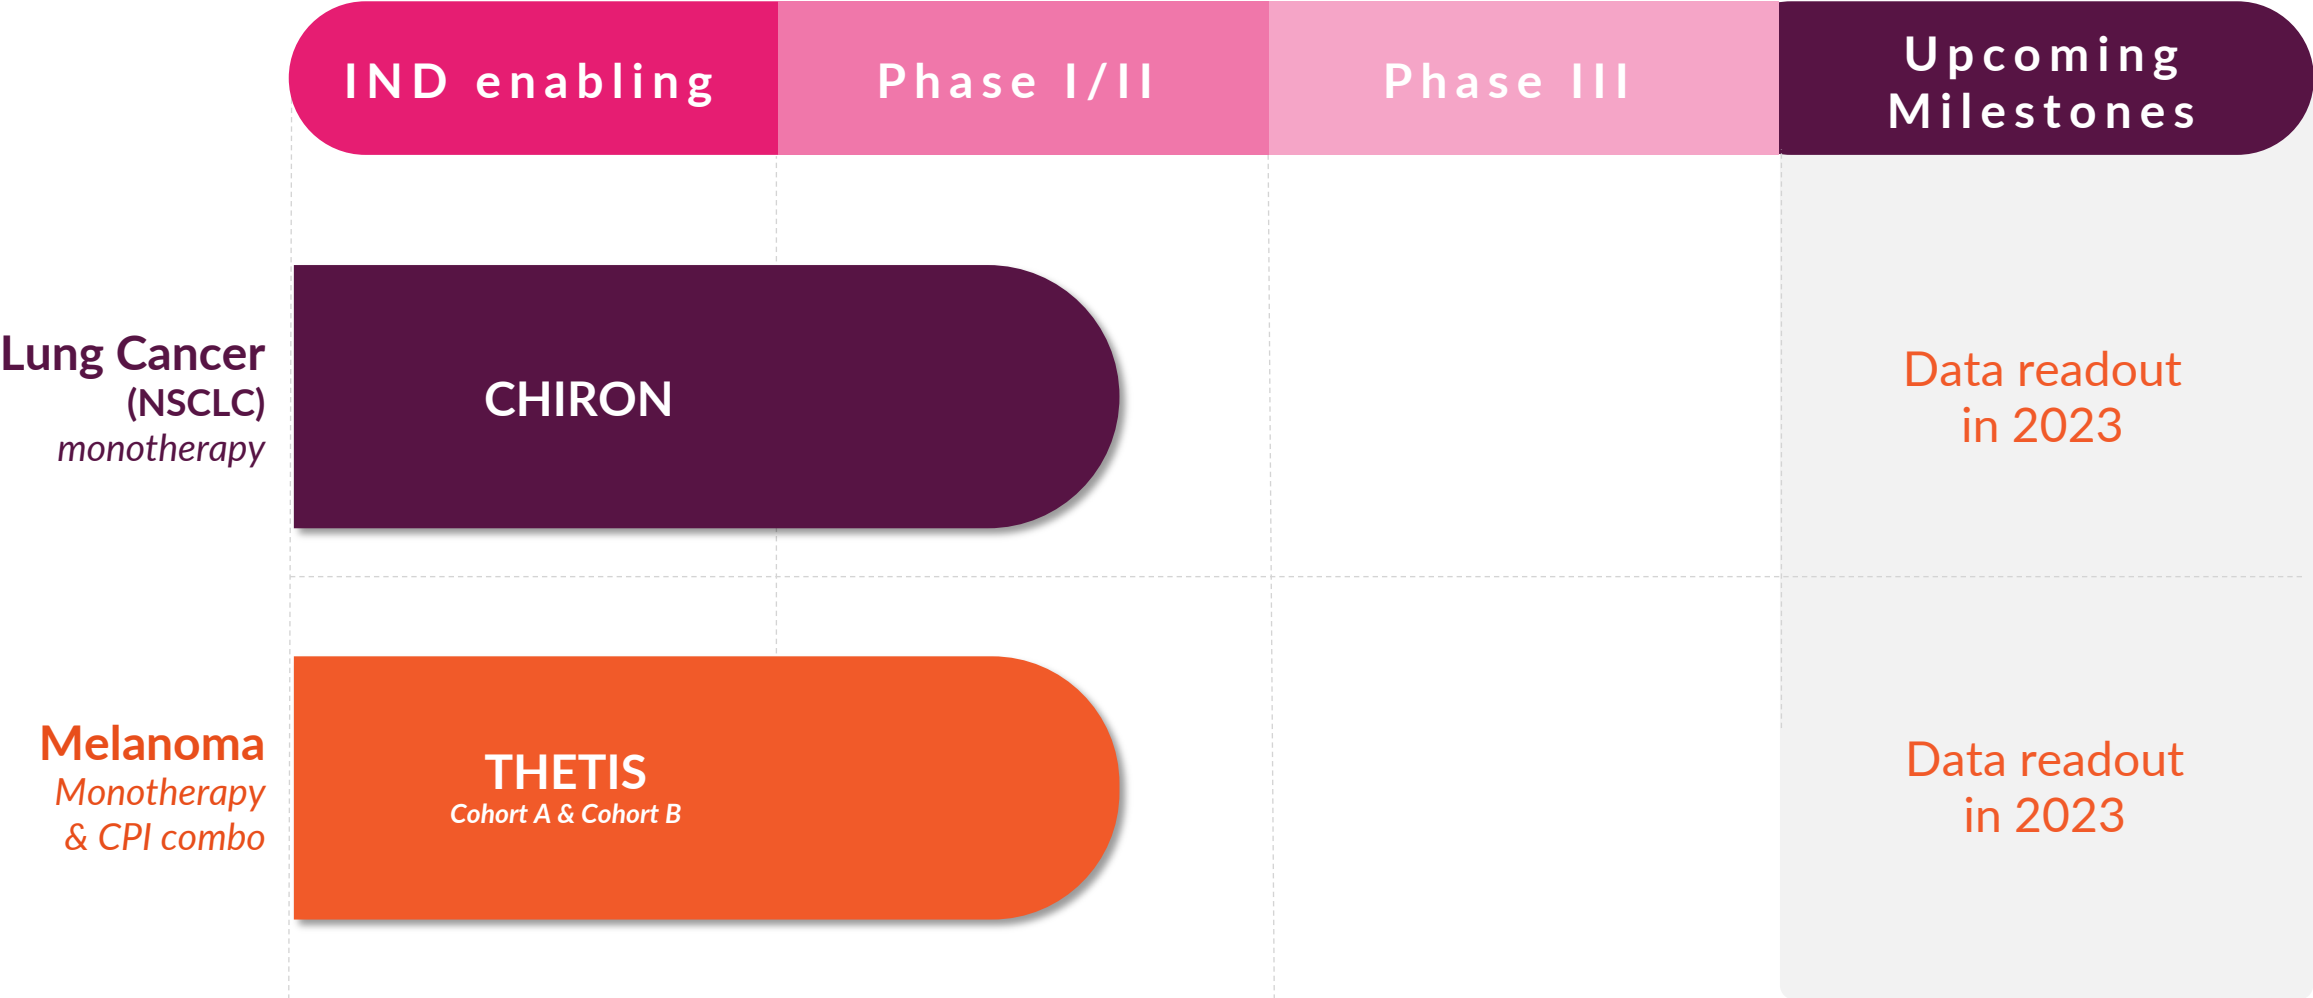 IND enabling
Phase I/II
Phase III
Upcoming
Milestones
Lung Cancer
(NSCLC)
monotherapy
CHIRON
Data readout
in 2023
Melanoma
Monotherapy
& CPI combo
THETIS
Cohort A & Cohort B
Data readout
in 2023